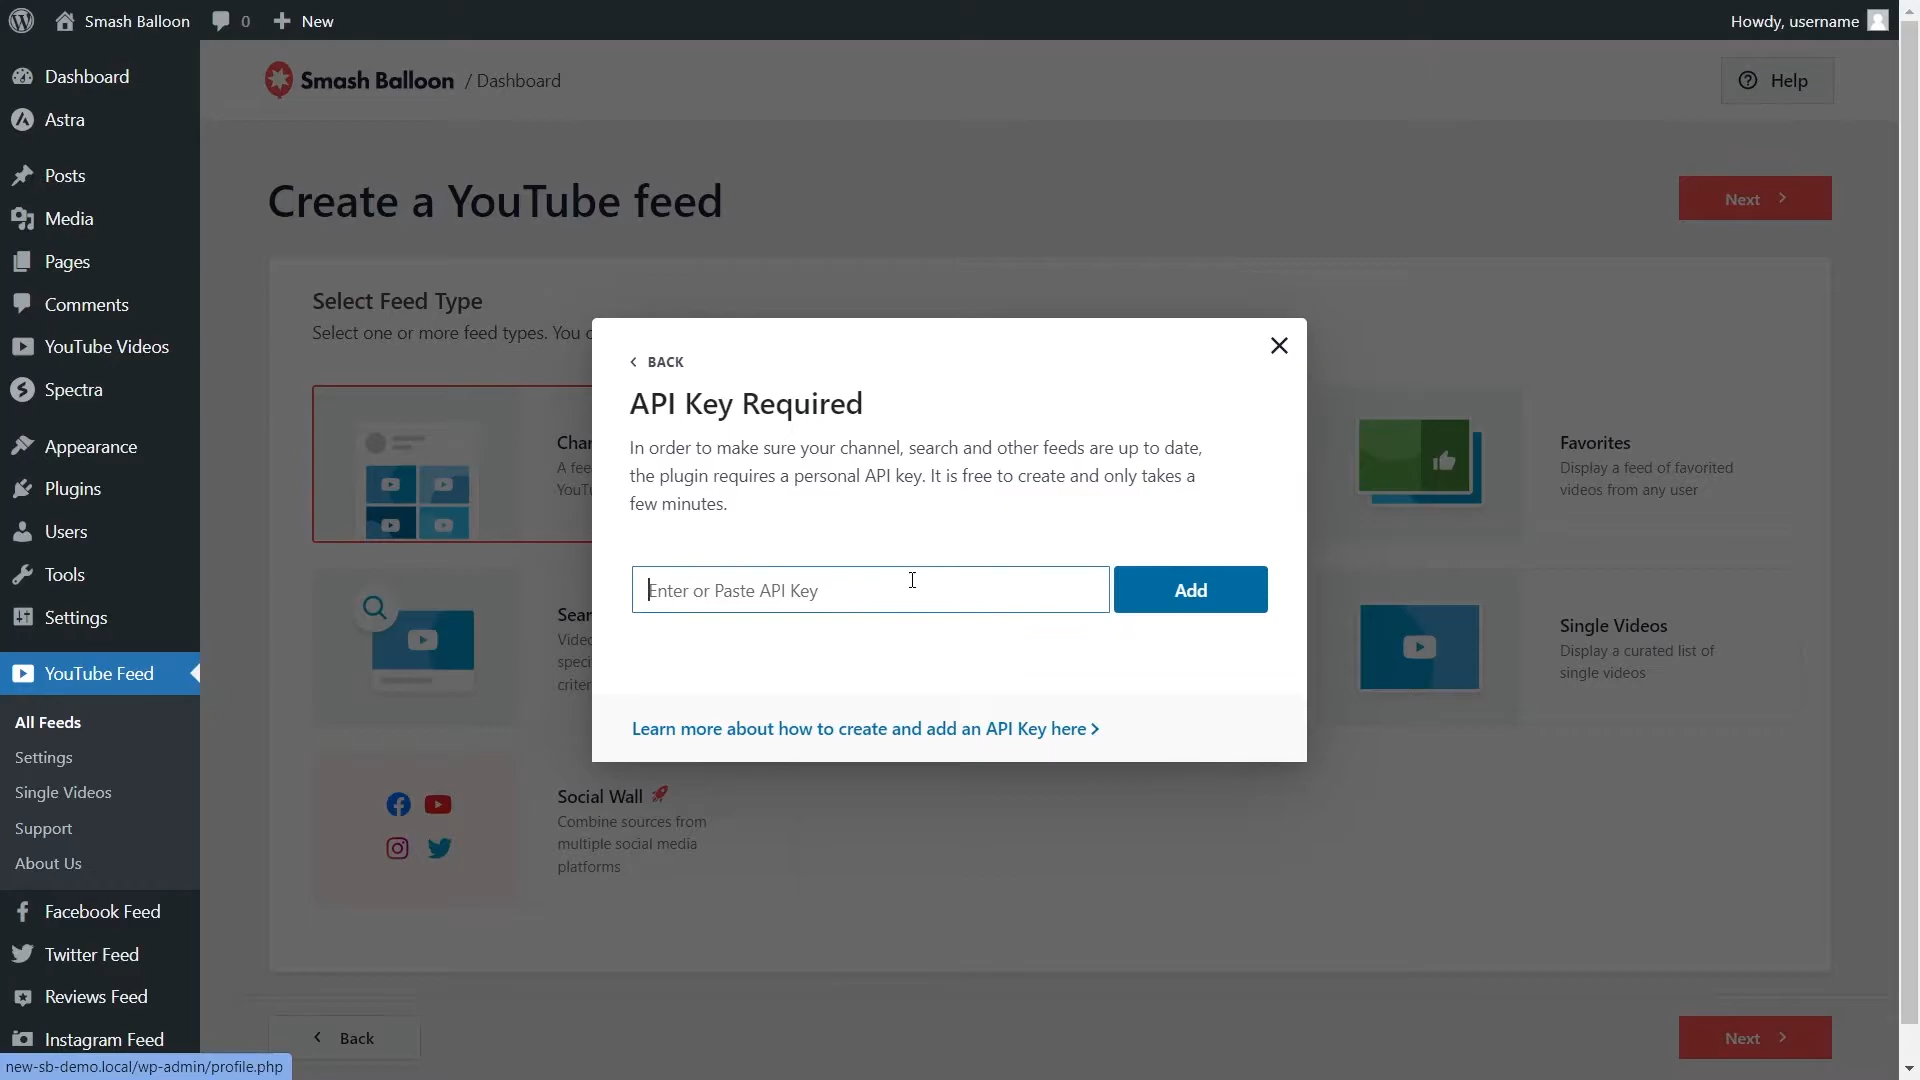 Smash Balloon
0
New
Howdy, username
Dashboard
Astra
Posts
Media
Pages
Comments
YouTube Videos
Spectra
Appearance
Plugins
Users
Tools
Settings
YouTube Feed
All Feeds
Settings
Single Videos
Support
About Us
Facebook Feed
Twitter Feed
Reviews Feed
Instagram Feed
new-sb-demo.local/wp-admin/profile.php
Smash Balloon / Dashboard
Help
Create a YouTube feed
Next
Select Feed Type
Select one or more feed types. You
Favorites
Display a feed of favorited
videos from any user
Single Videos
Display a curated list of
single videos
Social Wall
Combine sources from
multiple social media
platforms
Back
Next
BACK
API Key Required
In order to make sure your channel, search and other feeds are up to date,
the plugin requires a personal API key. It is free to create and only takes a
few minutes.
Enter or Paste API Key
Add
Learn more about how to create and add an API Key here